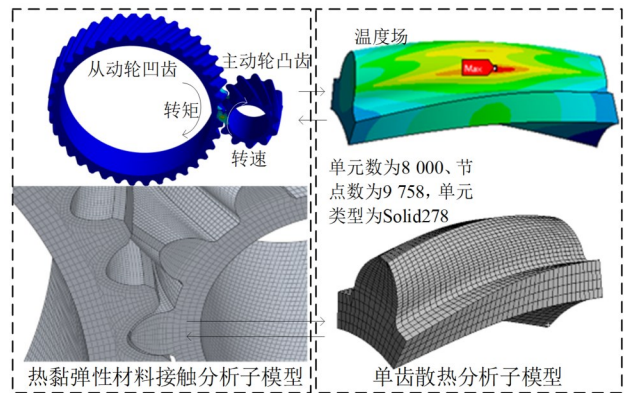 从动轮凹齿
主动轮凸齿
转矩
转速
热黏弹性材料接触分析子模型
温度场
Max
单元数为8 000、节
点数为9 758，单元
类型为Solid278
单齿散热分析子模型